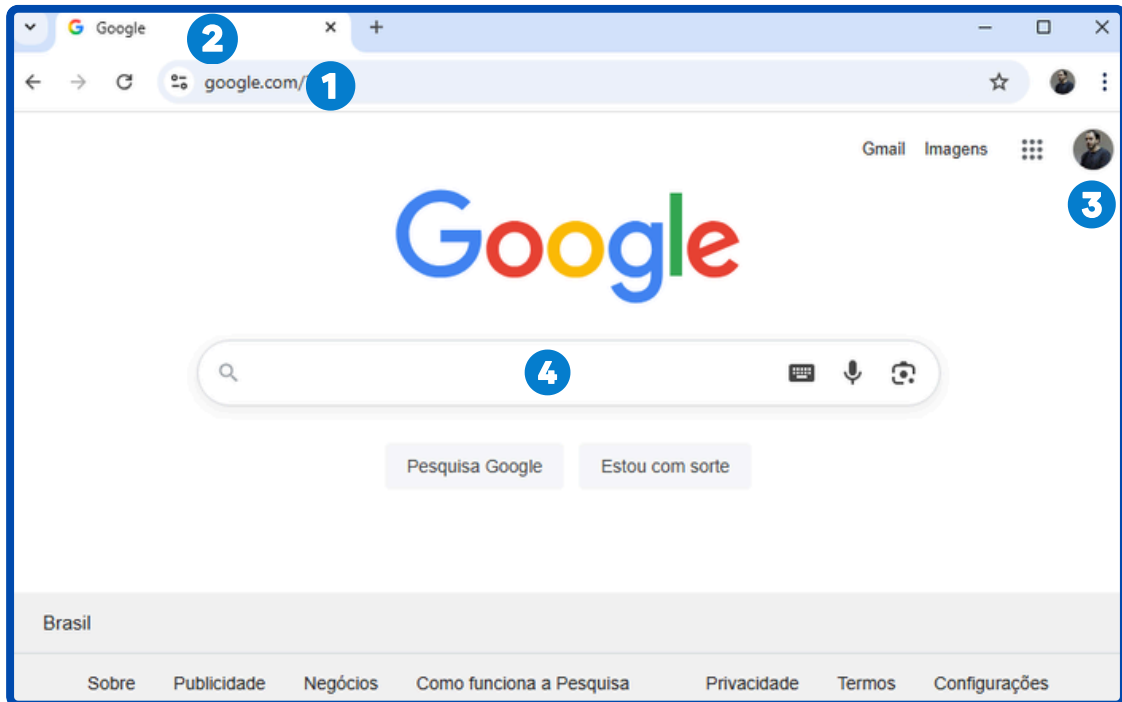 Google
2
google.com/
1
Gmail Imagens
3
Google
4
Pesquisa Google Estou com sorte
Brasil
Sobre Publicidade Negócios Como funciona a Pesquisa Privacidade Termos Configurações